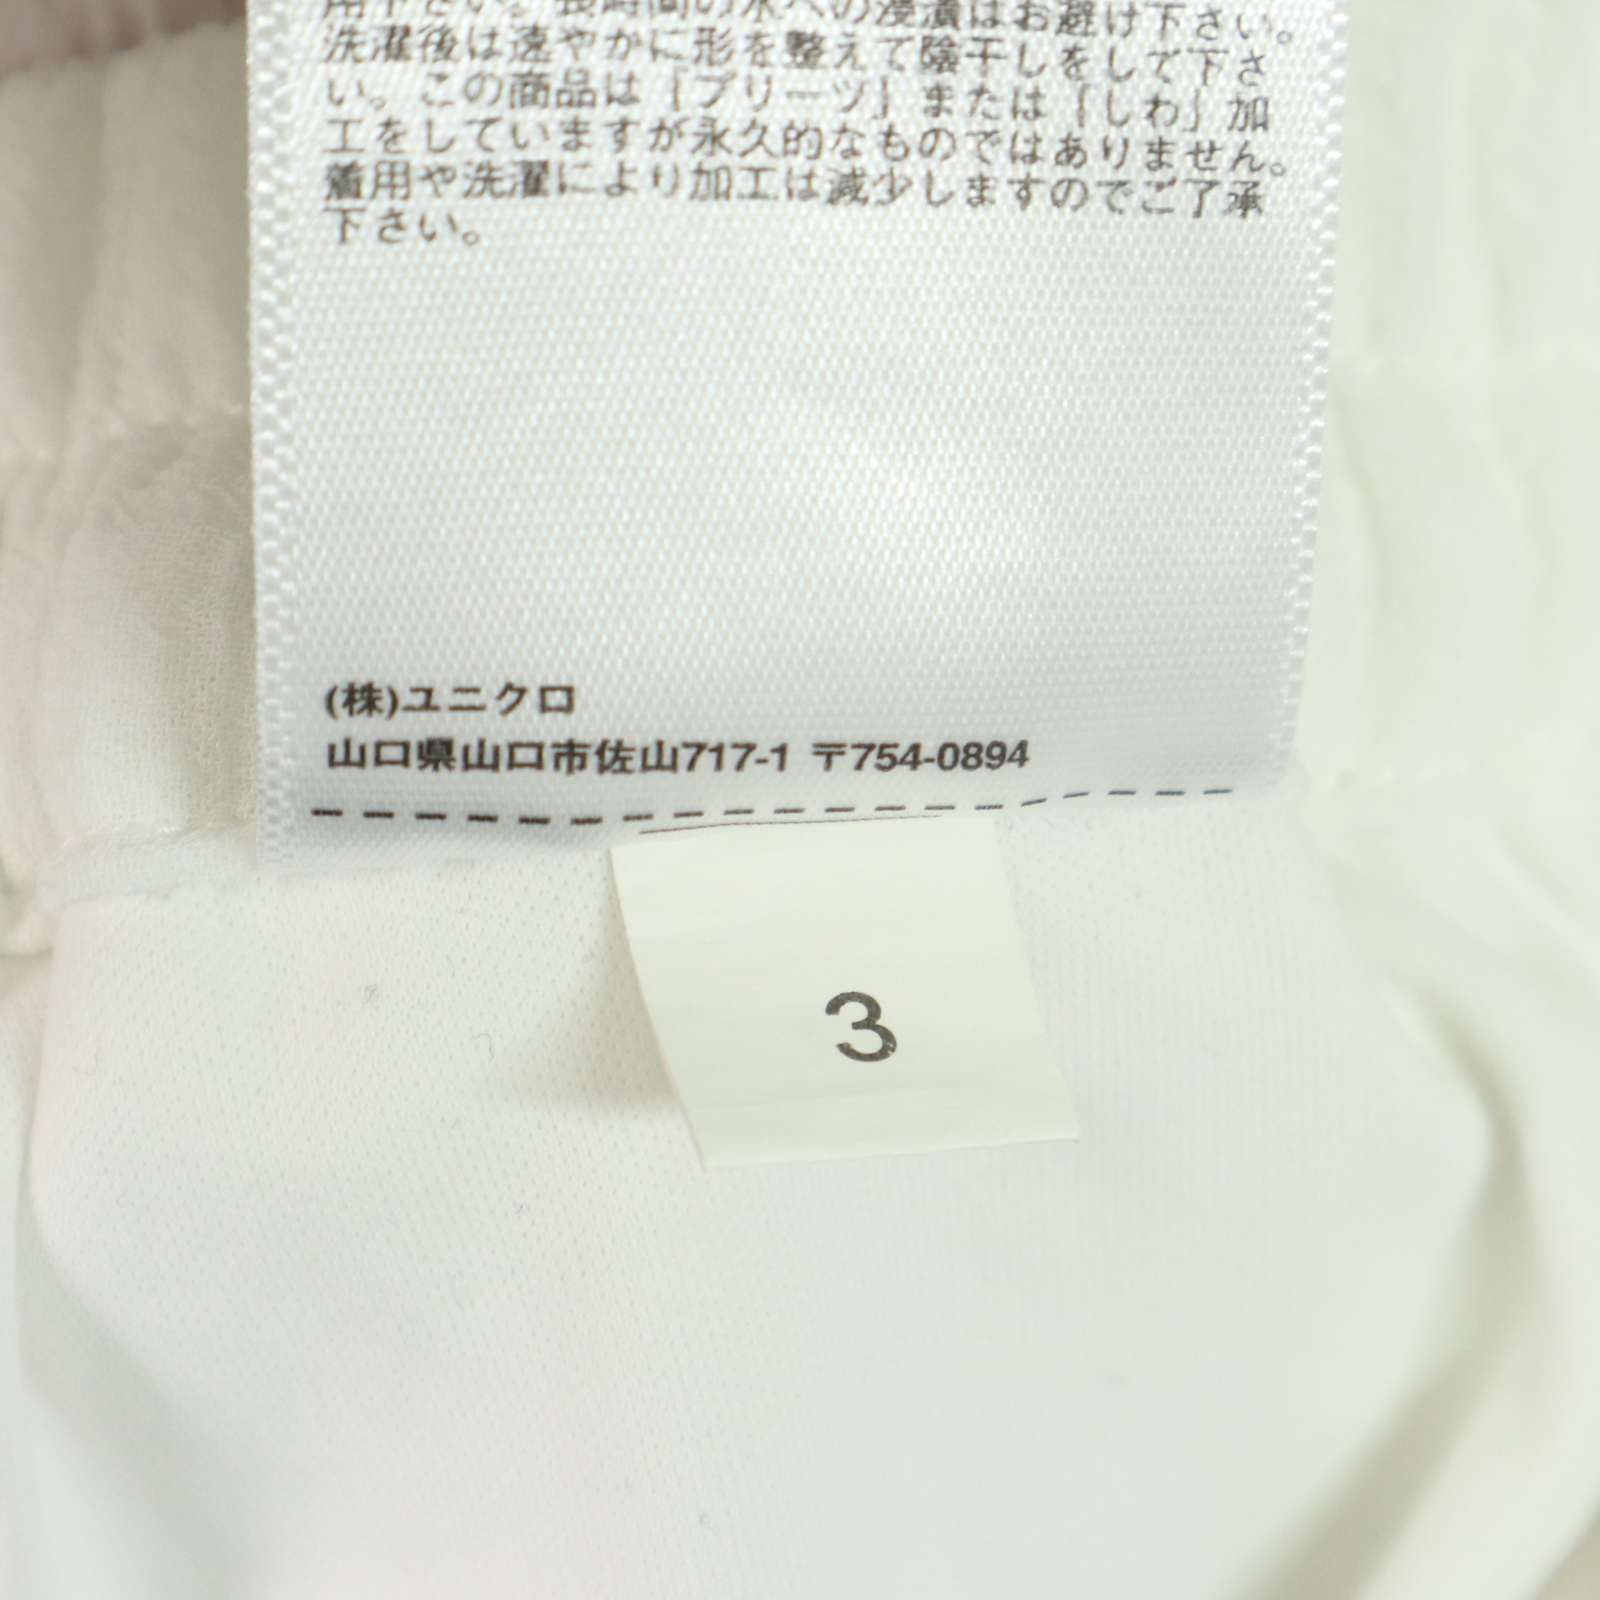 用下さい。長時間の水への浸漬はお避け下さい。
洗濯後は速やかに形を整えて陰干しをして下さ
い。この商品は「プリーツ」または「しわ」加
工をしていますが永久的なものではありません。
着用や洗濯により加工は減少しますのでご了承
下さい。
(株)ユニクロ
山口県山口市佐山717-1 〒754-0894
3